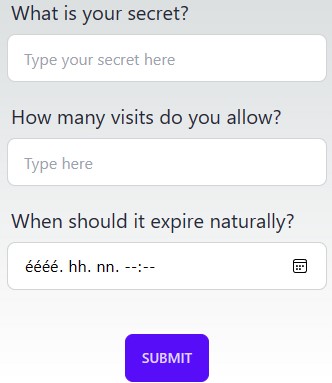 What is your secret?
Type your secret here
How many visits do you allow?
Type here
When should it expire naturally?
éééé. hh. nn. --:--
SUBMIT